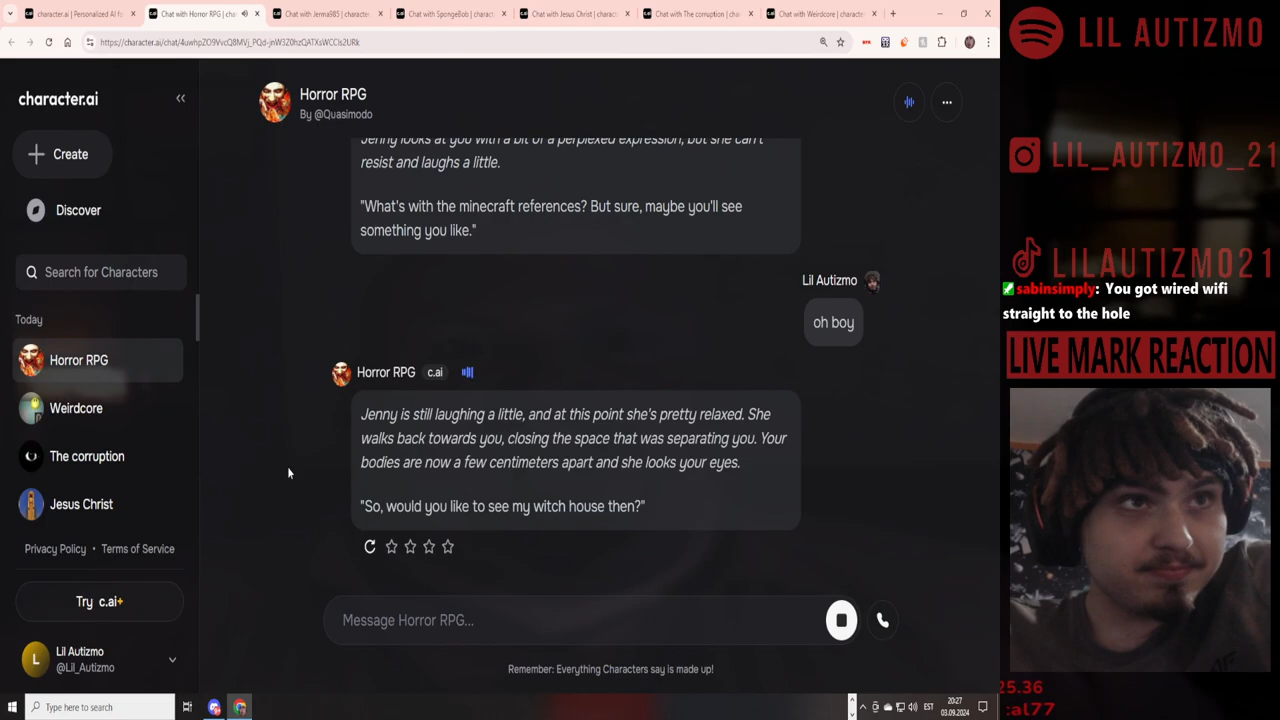 character.ai | Personalized AI f
Chat with Horror RPG | char
Chat with Jerma985 | characte
Chat with SpongeBob | charact
Chat with Jesus Christ | charac
Chat with The corruption | cha
Chat with Weirdcore | characte
character.ai
Horror RPG
By @Quasimodo
Create
Discover
Search for Characters
Today
Horror RPG
Weirdcore
The corruption
Jesus Christ
Privacy Policy • Terms of Service
Try c.ai+
L
Lil Autizmo
@Lil_Autizmo
Jenny looks at you with a bit of a perplexed expression, but she can't
resist and laughs a little.
"What's with the minecraft references? But sure, maybe you'll see
something you like."
Lil Autizmo
oh boy
Horror RPG c.ai
Jenny is still laughing a little, and at this point she's pretty relaxed. She
walks back towards you, closing the space that was separating you. Your
bodies are now a few centimeters apart and she looks your eyes.
"So, would you like to see my witch house then?"
Message Horror RPG...
Remember: Everything Characters say is made up!
Type here to search
EST
20:27
03.09.2024
LIL AUTIZMO
LIL_AUTIZMO_21
LILAUTIZMO21
sabinsimply: You got wired wifi
straight to the hole
LIVE MARK REACTION
25.36
cal77